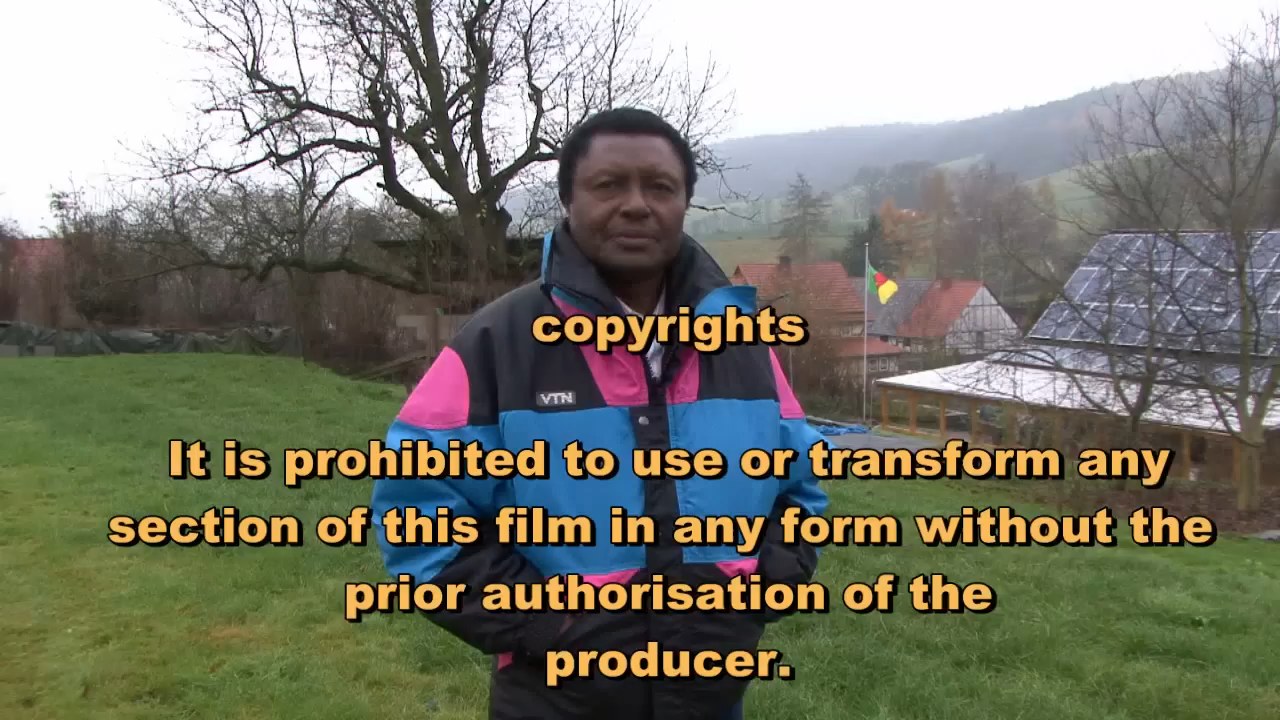 copyrights
VTN
It is prohibited to use or transform any
section of this film in any form without the
prior authorisation of the
producer.